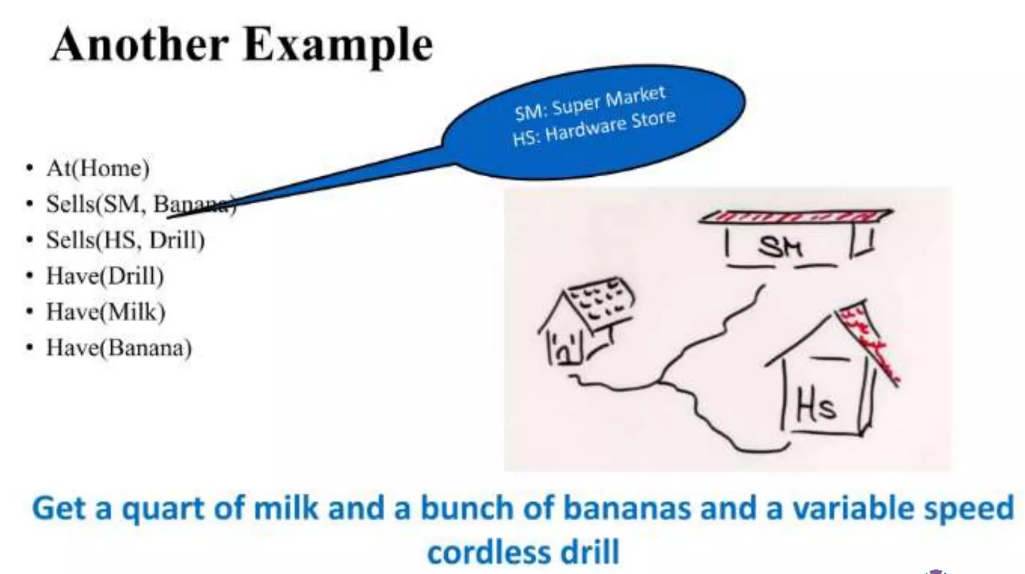 Another Example
SM: Super Market
HS: Hardware Store
• At(Home)
• Sells(SM, Banana)
• Sells(HS, Drill)
• Have(Drill)
• Have(Milk)
• Have(Banana)
SM
HS
Get a quart of milk and a bunch of bananas and a variable speed
cordless drill